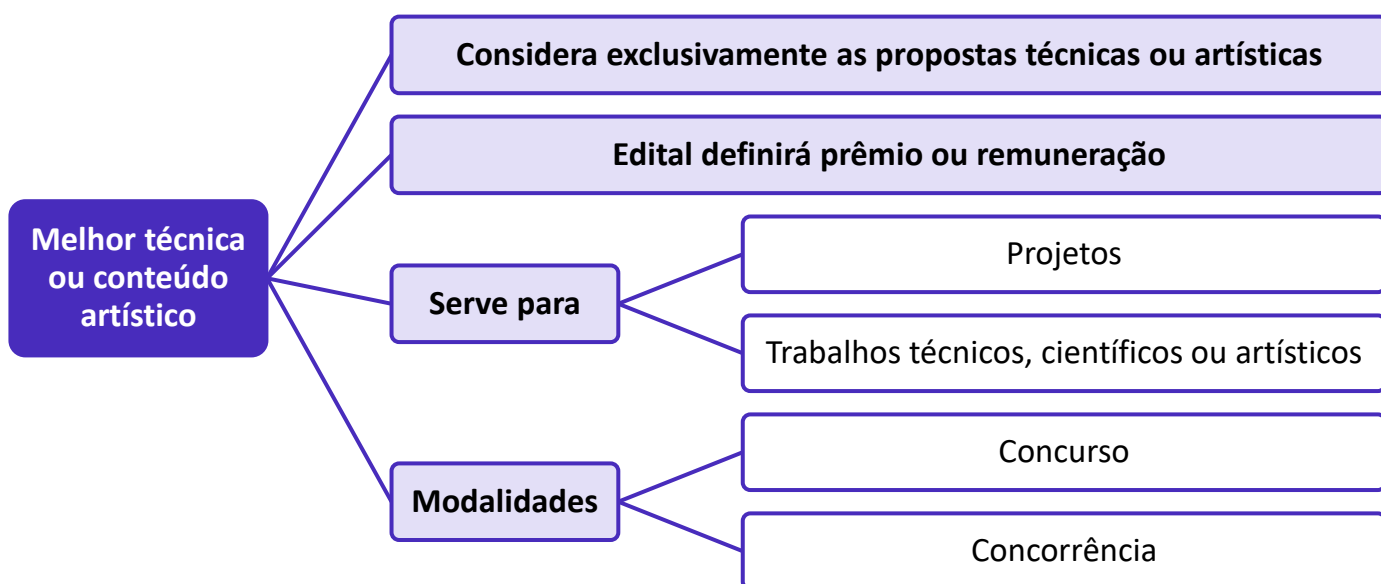 Considera exclusivamente as propostas técnicas ou artísticas
Edital definirá prêmio ou remuneração
Melhor técnica
ou conteúdo
artístico
Serve para
Projetos
Trabalhos técnicos, científicos ou artísticos
Modalidades
Concurso
Concorrência